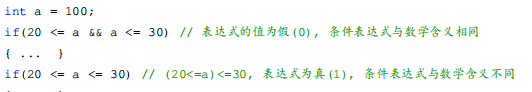 int a = 100;
if(20 <= a && a <= 30) // 表达式的值为假(0), 条件表达式与数学含义相同
{ ... }
if(20 <= a <= 30) // (20<=a)<=30, 表达式为真(1), 条件表达式与数学含义不同